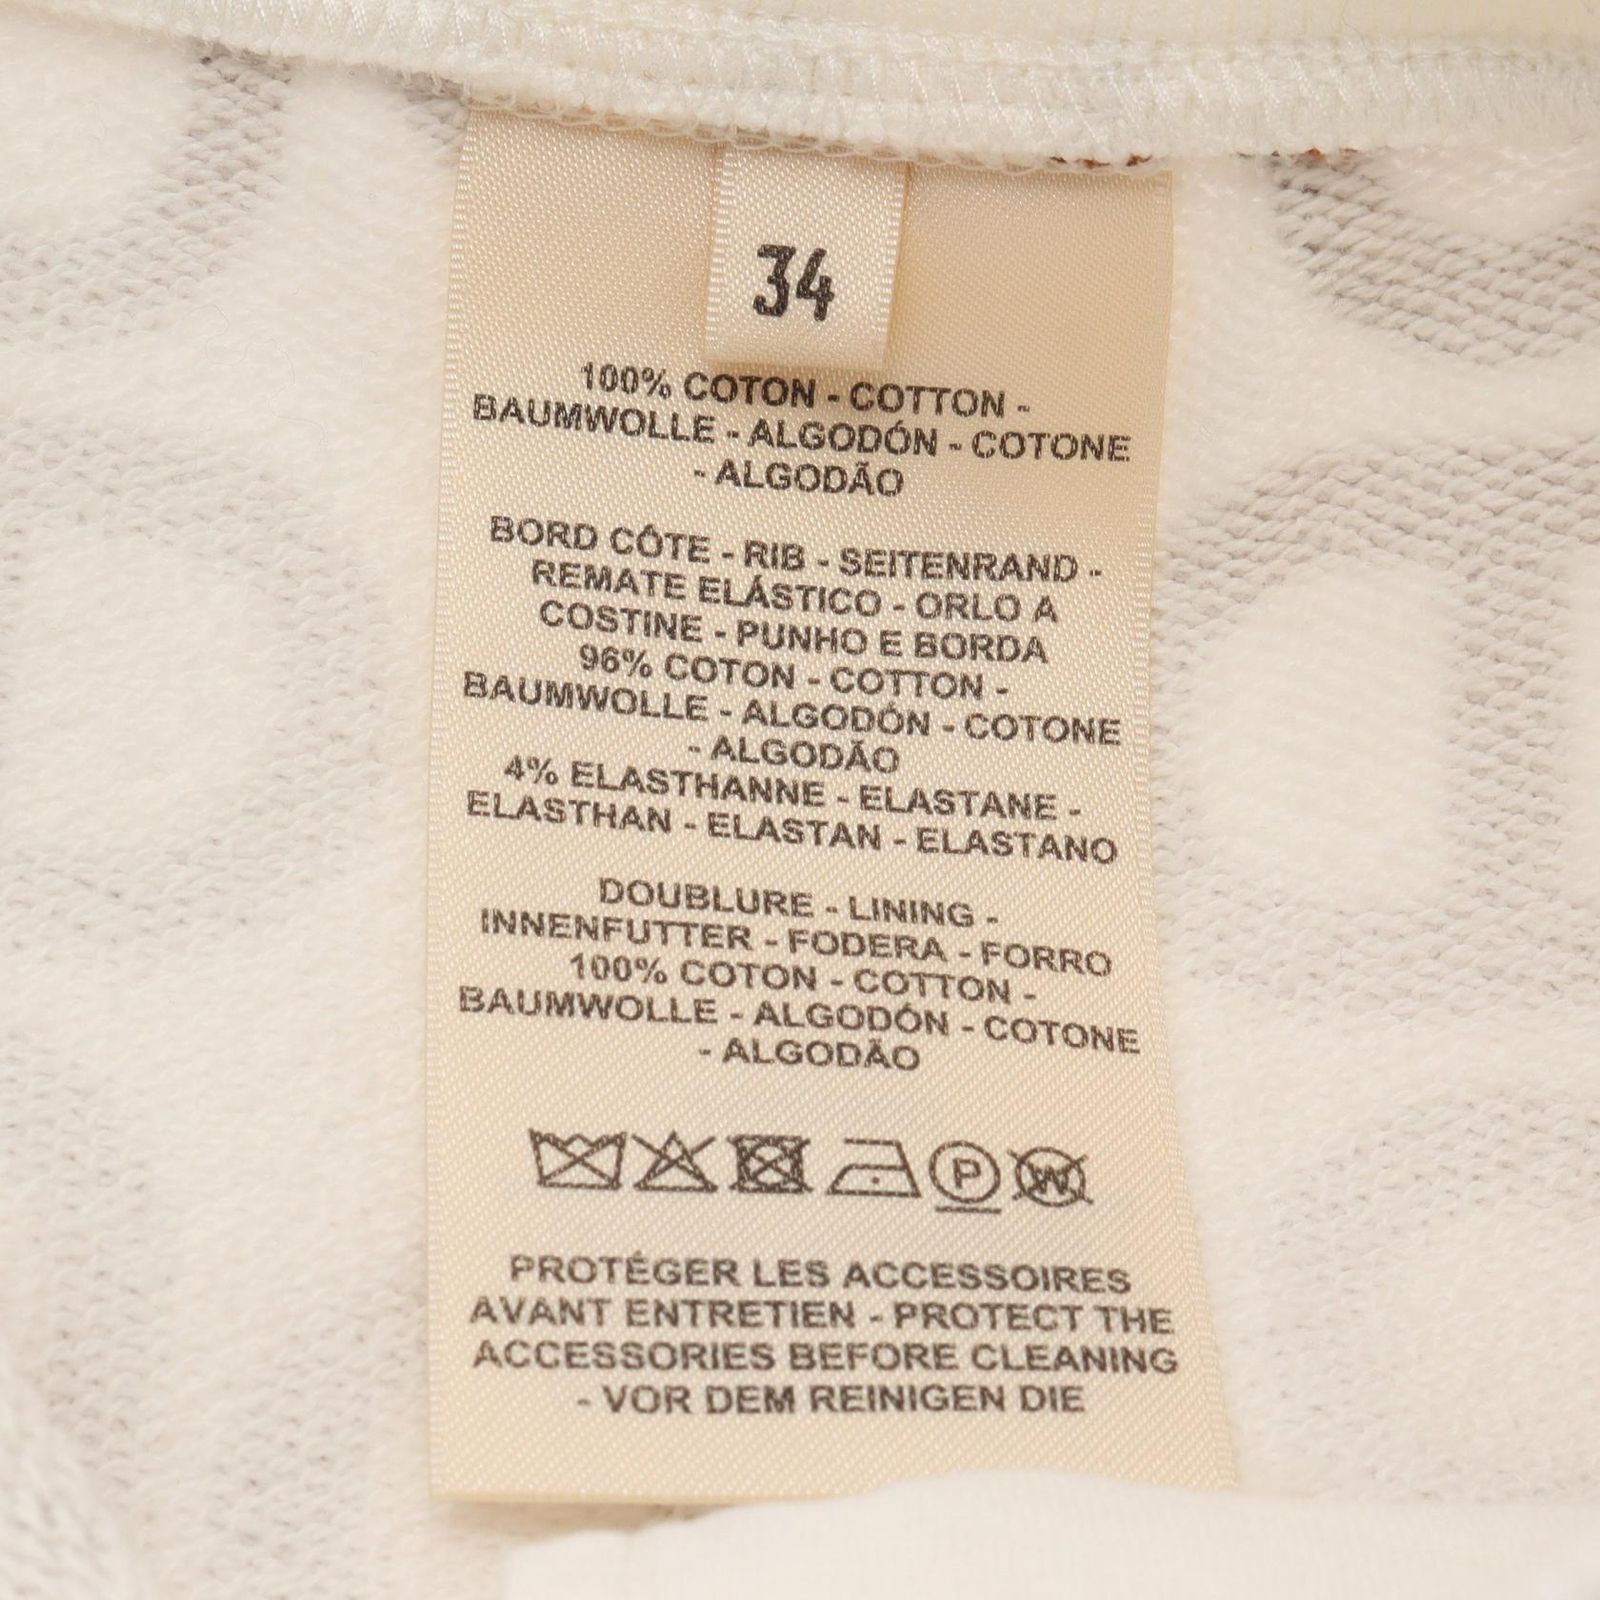 34
100% COTON - COTTON -
BAUMWOLLE - ALGODÓN - COTONE
- ALGODÃO
BORD CÔTE - RIB - SEITENRAND -
REMATE ELÁSTICO - ORLO A
COSTINE - PUNHO E BORDA
96% COTON - COTTON -
BAUMWOLLE - ALGODÓN - COTONE
- ALGODÃO
4% ELASTHANNE - ELASTANE -
ELASTHAN - ELASTAN - ELASTANO
DOUBLURE - LINING -
INNENFUTTER - FODERA - FORRO
100% COTON - COTTON -
BAUMWOLLE - ALGODÓN - COTONE
- ALGODÃO
P W
PROTÉGER LES ACCESSOIRES
AVANT ENTRETIEN - PROTECT THE
ACCESSORIES BEFORE CLEANING
- VOR DEM REINIGEN DIE